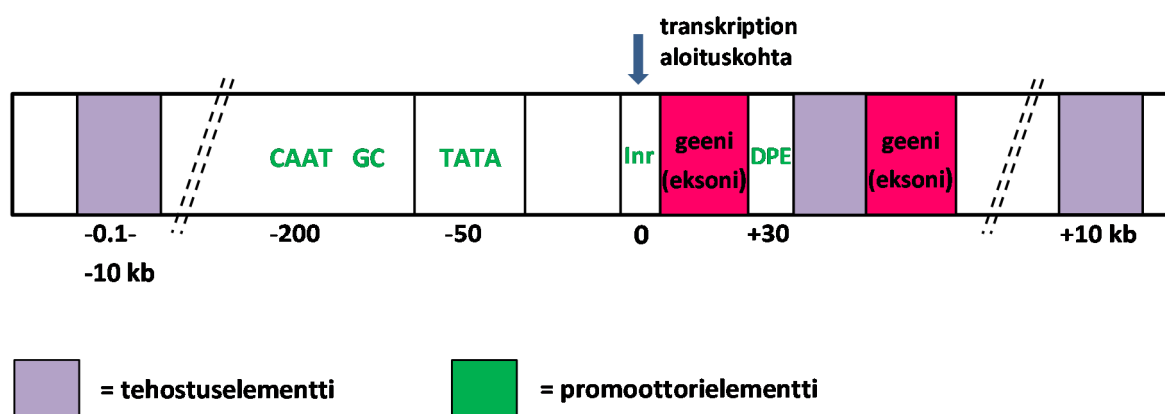 transkription
aloituskohta
CAAT GC TATA Inr geeni
(eksoni) DPE geeni
(eksoni)
-0.1-
-10 kb
-200 -50 0 +30 +10 kb
= tehostuselementti = promoottorielementti